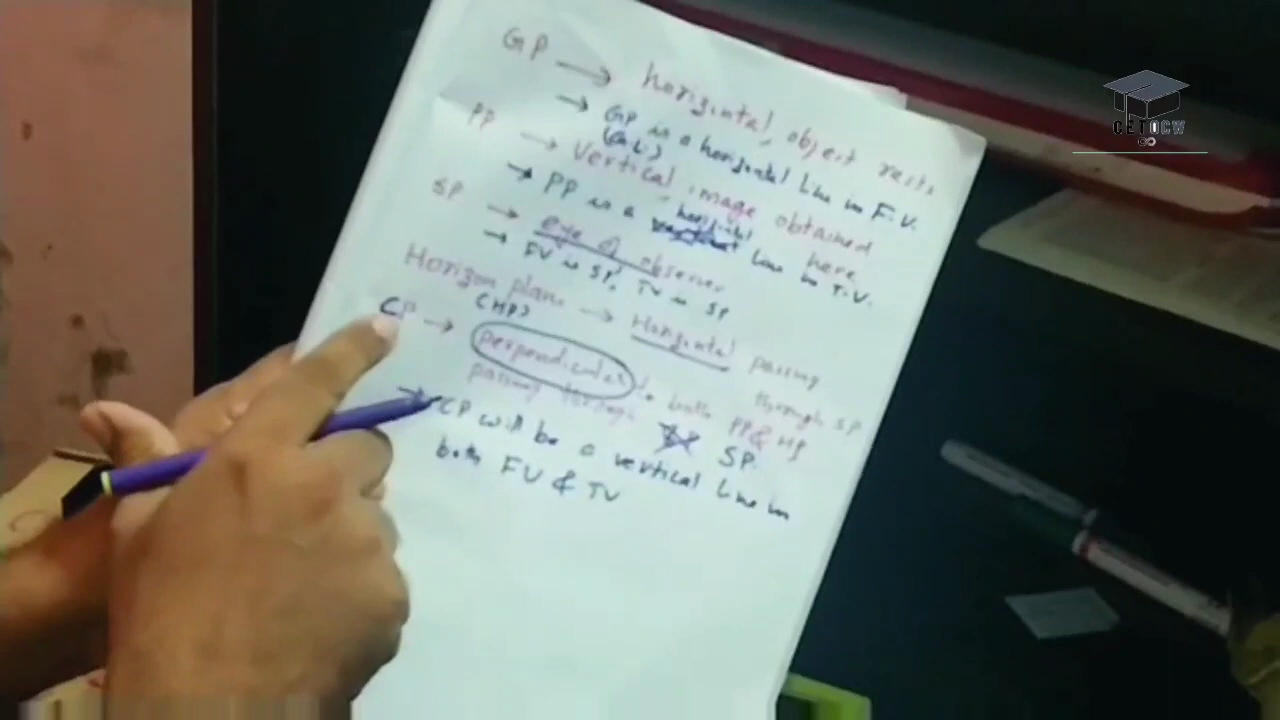 GP → horizontal, object rests
→ GP is a horizontal line in F.V.
(GL)
PP → Vertical, image obtained here
→ PP is a horizontal line in T.V.
SP → eye of observer
→ FV is SP', TV is SP
Horizon plane → Horizontal passing through SP
(HP)
CP → perpendicular to both PP & HP
passing through SP.
→ CP will be a vertical line in
both FV & TV
CETOCW